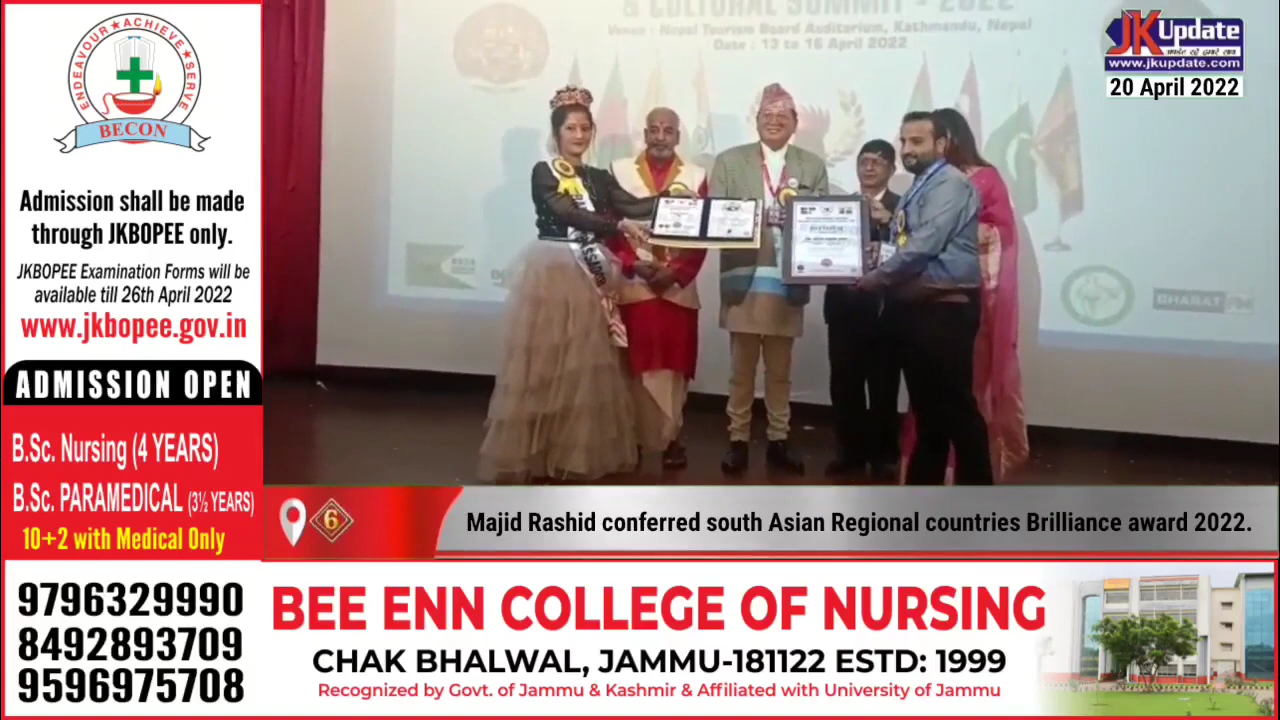 ENDEAVOUR ★ ACHIEVE ★ SERVE
BECON
Admission shall be made
through JKBOPEE only.
JKBOPEE Examination Forms will be
available till 26th April 2022
www.jkbopee.gov.in
ADMISSION OPEN
B.Sc. Nursing (4 YEARS)
B.Sc. PARAMEDICAL (3½ YEARS)
10+2 with Medical Only
9796329990
8492893709
9596975708
& CULTURAL SUMMIT - 2022
Venue : Nepal Tourism Board Auditorium, Kathmandu, Nepal
Date : 13 to 16 April 2022
BHARAT
JK Update
www.jkupdate.com
20 April 2022
6
Majid Rashid conferred south Asian Regional countries Brilliance award 2022.
BEE ENN COLLEGE OF NURSING
CHAK BHALWAL, JAMMU-181122 ESTD: 1999
Recognized by Govt. of Jammu & Kashmir & Affiliated with University of Jammu